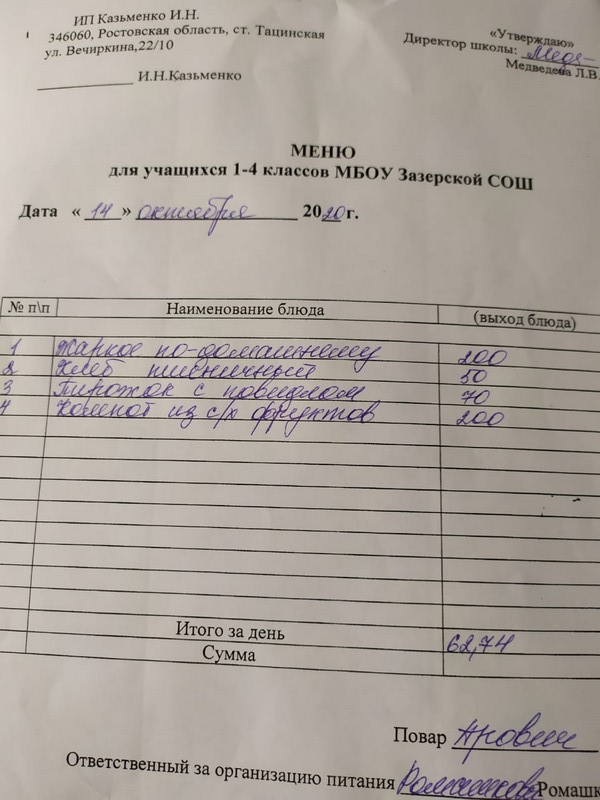 ИП Казьменко И.Н.
346060, Ростовская область, ст. Тацинская
ул. Вечиркина,22/10
И.Н.Казьменко
«Утверждаю»
Директор школы:
Медведева Л.В.
МЕНЮ
для учащихся 1-4 классов МБОУ Зазерской СОШ
Дата « 14 » октября 2020г.
№ п\п Наименование блюда (выход блюда)
1 Жаркое по-домашнему 200
2 Хлеб пшеничный 50
3 Пирожок с повидлом 70
4 Компот из с/х фруктов 200
Итого за день 62,74
Сумма
Повар
Ответственный за организацию питания Ромашк